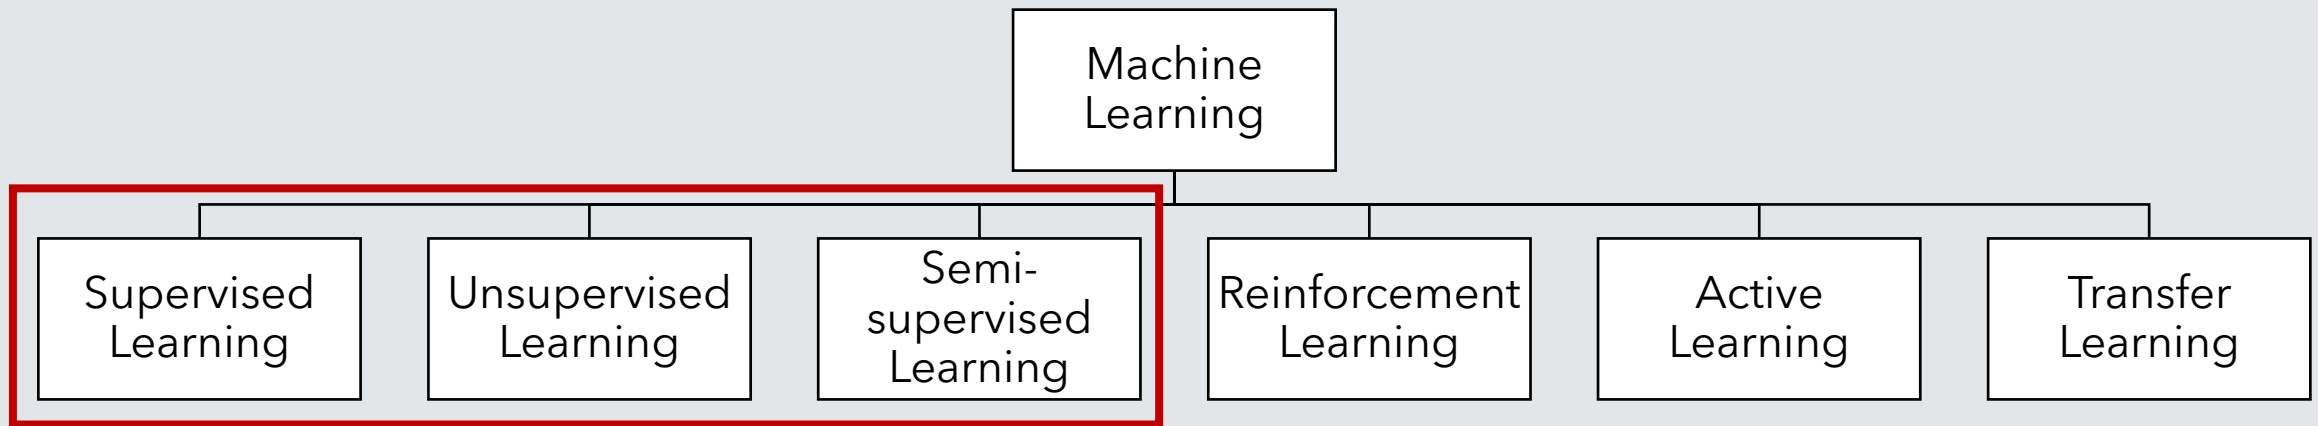 Machine
Learning
Supervised
Learning
Unsupervised
Learning
Semi-
supervised
Learning
Reinforcement
Learning
Active
Learning
Transfer
Learning